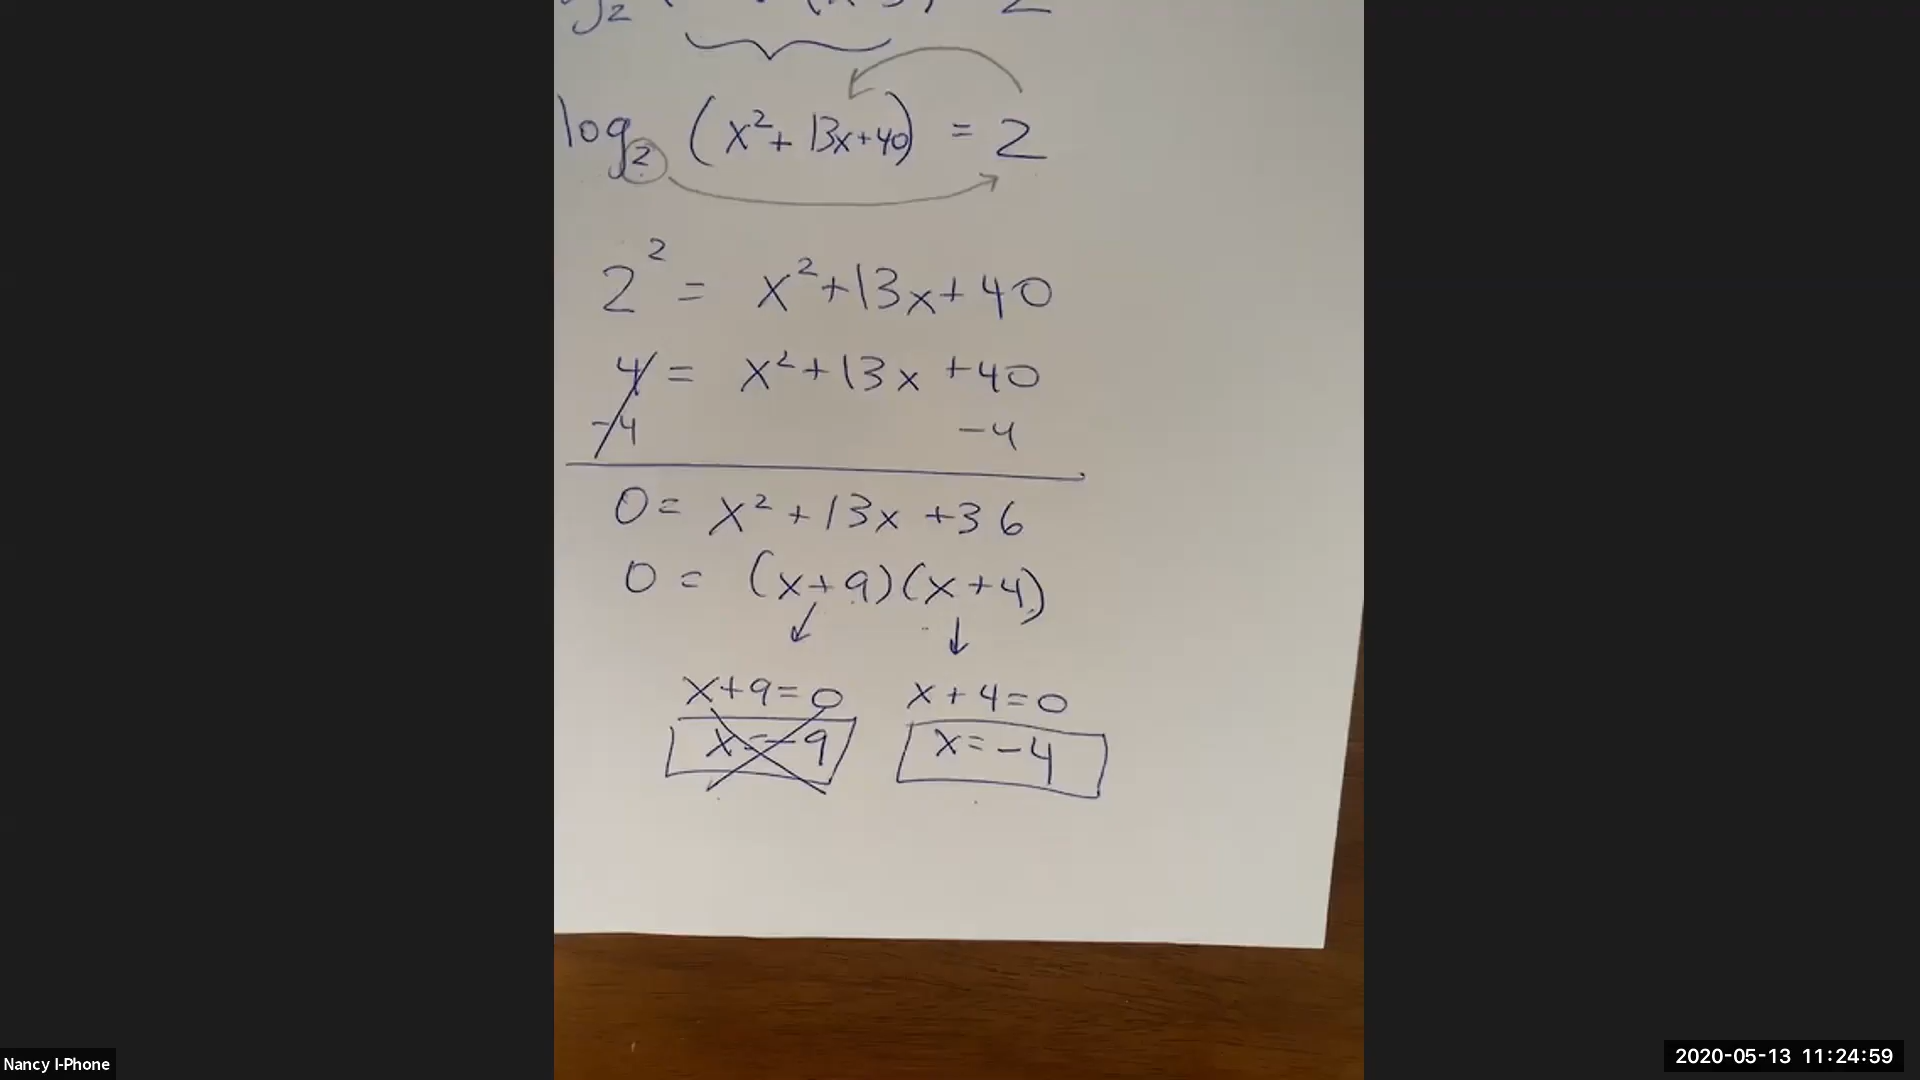 log₂ (x² + 13x + 40) = 2
2² = x² + 13x + 40
4 = x² + 13x + 40
-4 -4
0 = x² + 13x + 36
0 = (x + 9)(x + 4)
x + 9 = 0 x + 4 = 0
x = -9 x = -4
Nancy I-Phone
2020-05-13 11:24:59